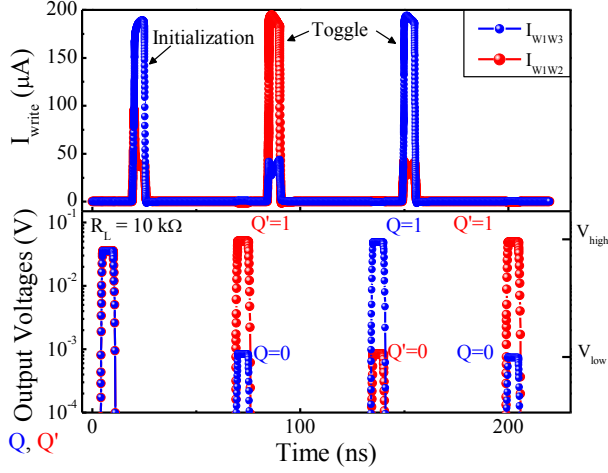 200
150
100
50
0
I_write (μA)
Initialization
Toggle
I_W1W3
I_W1W2
10^-1
10^-2
10^-3
10^-4
Output Voltages (V)
R_L = 10 kΩ
Q'=1
Q=1
Q'=1
V_high
Q=0
Q'=0
Q=0
V_low
0
100
200
Q, Q'
Time (ns)